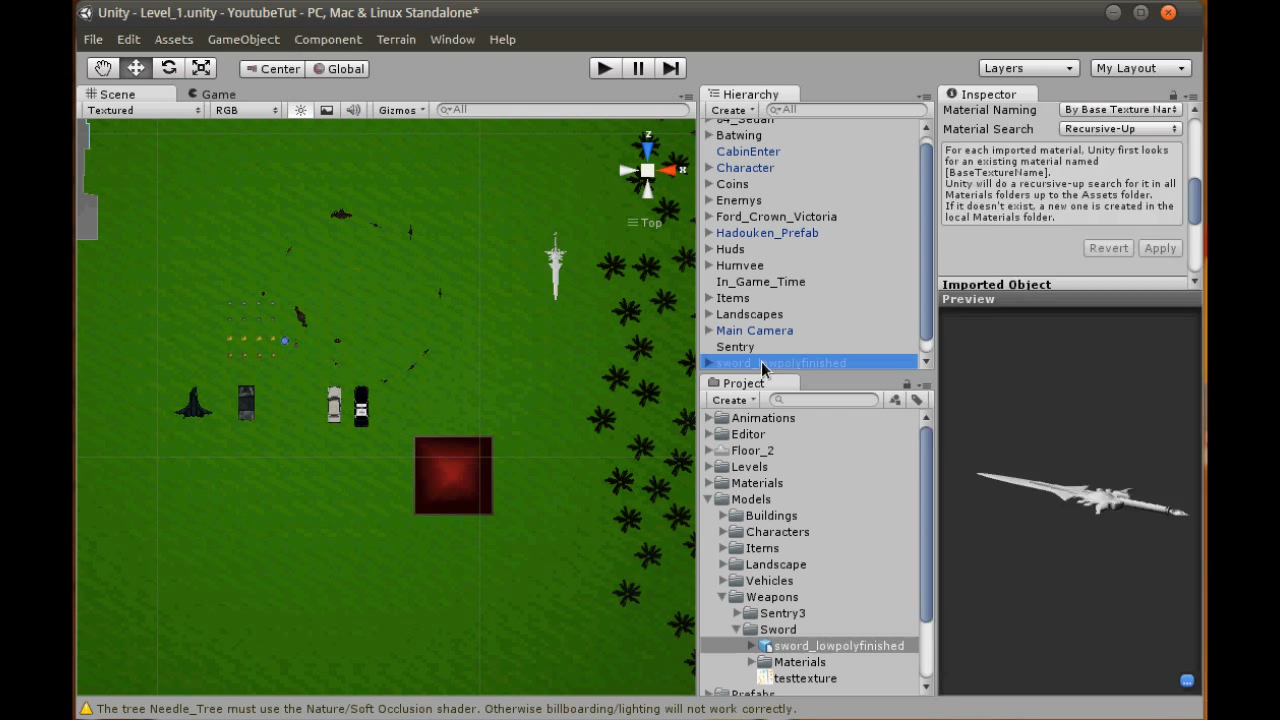 Unity - Level_1.unity - YoutubeTut - PC, Mac & Linux Standalone*
File Edit Assets GameObject Component Terrain Window Help
Center Global Layers My Layout
Scene Game
Textured RGB Gizmos All
z
x
Top
Hierarchy
Create All
84_Sedan
Batwing
CabinEnter
Character
Coins
Enemys
Ford_Crown_Victoria
Hadouken_Prefab
Huds
Humvee
In_Game_Time
Items
Landscapes
Main Camera
Sentry
sword_lowpolyfinished
Project
Create
Animations
Editor
Floor_2
Levels
Materials
Models
Buildings
Characters
Items
Landscape
Vehicles
Weapons
Sentry3
Sword
sword_lowpolyfinished
Materials
testtexture
Prefabs
Inspector
Material Naming By Base Texture Nar
Material Search Recursive-Up
For each imported material, Unity first looks
for an existing material named
[BaseTextureName].
Unity will do a recursive-up search for it in all
Materials folders up to the Assets folder.
If it doesn't exist, a new one is created in the
local Materials folder.
Revert Apply
Imported Object
Preview
The tree Needle_Tree must use the Nature/Soft Occlusion shader. Otherwise billboarding/lighting will not work correctly.